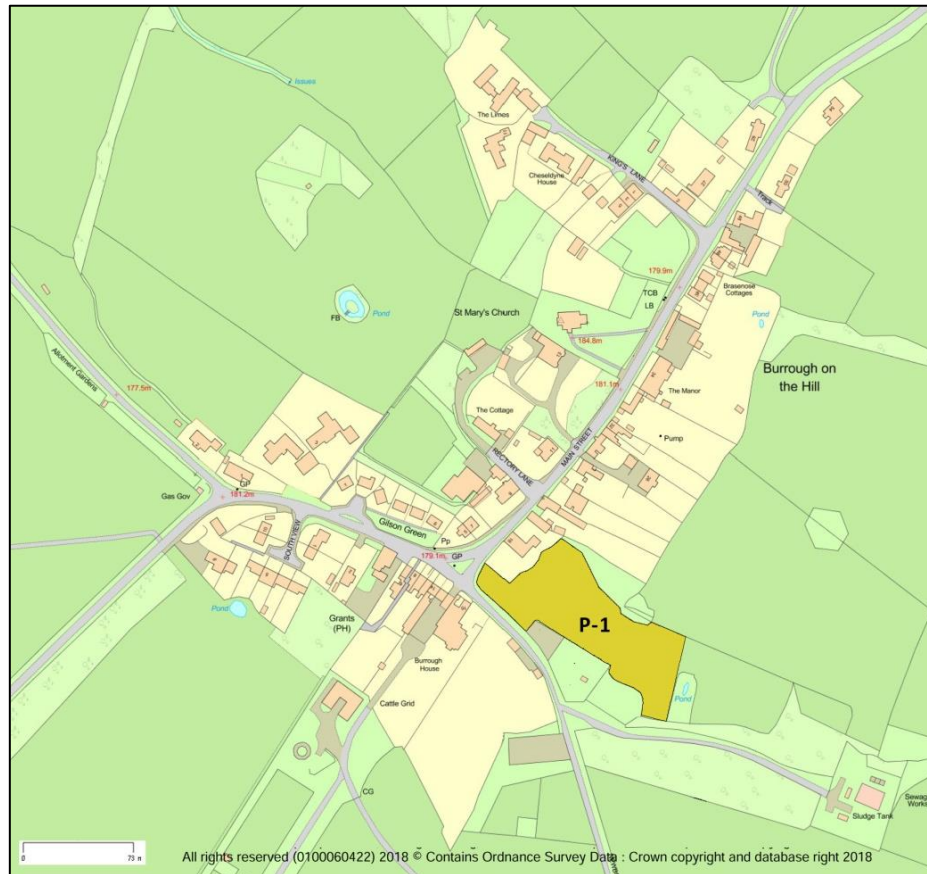 Issues
The Limes
KING'S LANE
Cheseldyne
House
Track
179.9m
TCB
LB
Brasenose
Cottages
Pond
FB
Pond
St Mary's Church
184.8m
181.1m
Burrough on
the Hill
The Manor
Allotment Gardens
177.5m
The Cottage
MAIN STREET
Pump
RECTORY LANE
GP
181.2m
Gas Gov
Gilson Green
SOUTH VIEW
Pp
179.1m
GP
Pond
Grants
(PH)
P-1
Burrough
House
Pond
Cattle Grid
CG
Sludge Tank
Works
0
73 m
All rights reserved (0100060422) 2018 © Contains Ordnance Survey Data : Crown copyright and database right 2018